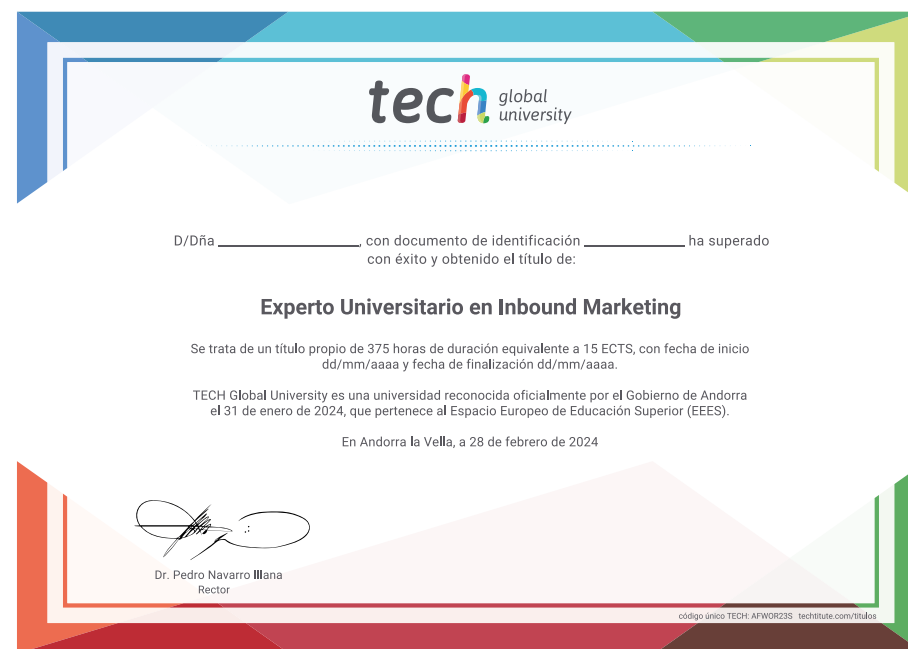 tech global university
D/Dña ____________________, con documento de identificación ______________ ha superado
con éxito y obtenido el título de:
Experto Universitario en Inbound Marketing
Se trata de un título propio de 375 horas de duración equivalente a 15 ECTS, con fecha de inicio
dd/mm/aaaa y fecha de finalización dd/mm/aaaa.
TECH Global University es una universidad reconocida oficialmente por el Gobierno de Andorra
el 31 de enero de 2024, que pertenece al Espacio Europeo de Educación Superior (EEES).
En Andorra la Vella, a 28 de febrero de 2024
Dr. Pedro Navarro Illana
Rector
código único TECH: AFWOR23S techtitute.com/titulos